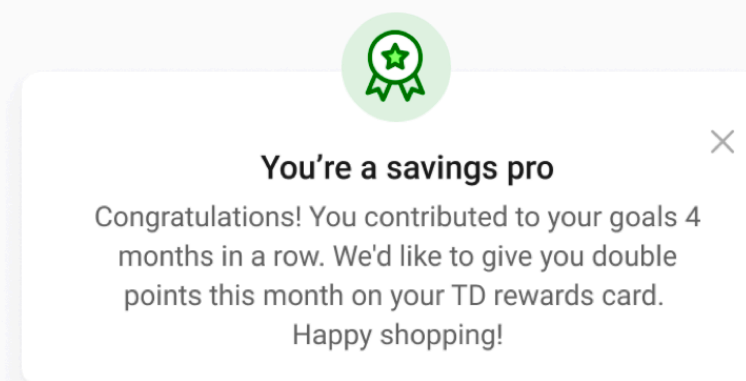 You’re a savings pro
Congratulations! You contributed to your goals 4
months in a row. We'd like to give you double
points this month on your TD rewards card.
Happy shopping!